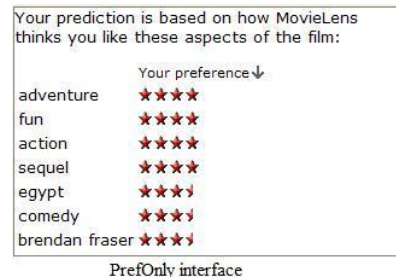 Your prediction is based on how MovieLens
thinks you like these aspects of the film:
Your preference↓
adventure
fun
action
sequel
egypt
comedy
brendan fraser
PrefOnly interface